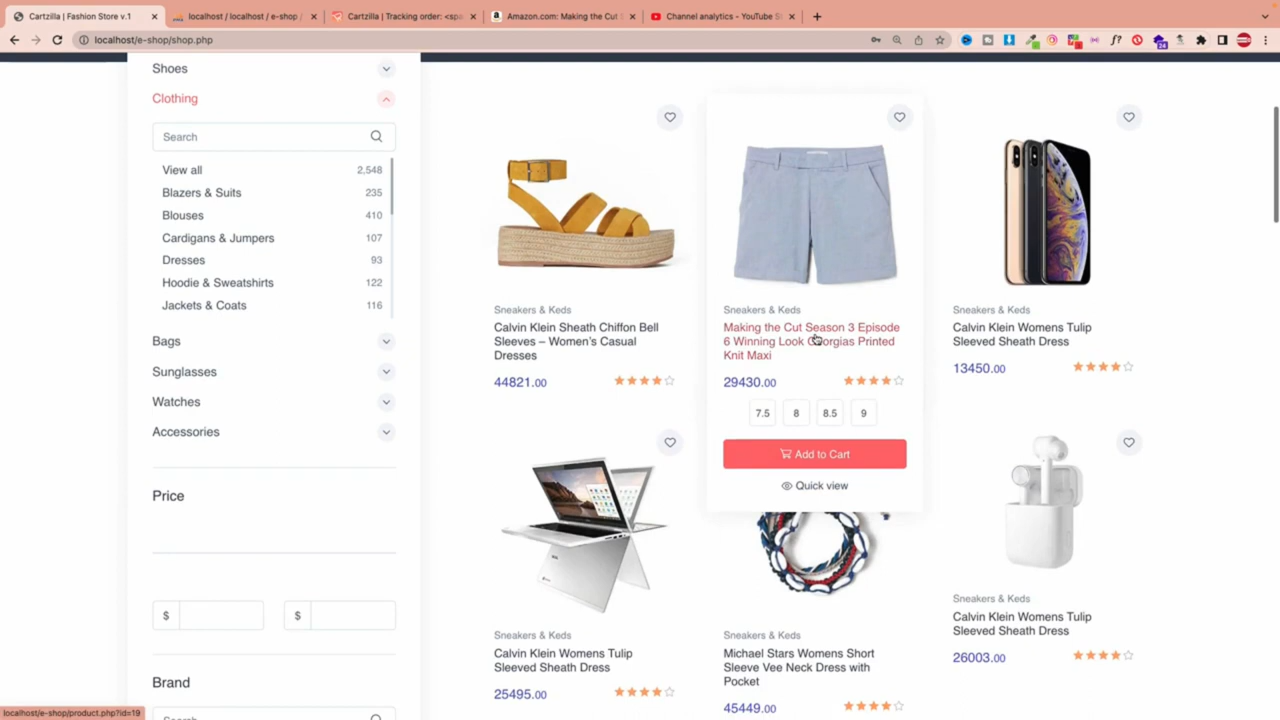 Cartzilla | Fashion Store v.1
localhost / localhost / e-shop /
Cartzilla | Tracking order: <spa
Amazon.com: Making the Cut S
Channel analytics - YouTube S
localhost/e-shop/shop.php
Shoes
Clothing
Search
View all 2,548
Blazers & Suits 235
Blouses 410
Cardigans & Jumpers 107
Dresses 93
Hoodie & Sweatshirts 122
Jackets & Coats 116
Bags
Sunglasses
Watches
Accessories
Price
$
$
Brand
Search
Sneakers & Keds
Calvin Klein Sheath Chiffon Bell
Sleeves – Women's Casual
Dresses
44821.00
Sneakers & Keds
Making the Cut Season 3 Episode
6 Winning Look Georgias Printed
Knit Maxi
29430.00
7.5 8 8.5 9
Add to Cart
Quick view
Sneakers & Keds
Calvin Klein Womens Tulip
Sleeved Sheath Dress
13450.00
Sneakers & Keds
Calvin Klein Womens Tulip
Sleeved Sheath Dress
25495.00
Sneakers & Keds
Michael Stars Womens Short
Sleeve Vee Neck Dress with
Pocket
45449.00
Sneakers & Keds
Calvin Klein Womens Tulip
Sleeved Sheath Dress
26003.00
localhost/e-shop/product.php?id=19